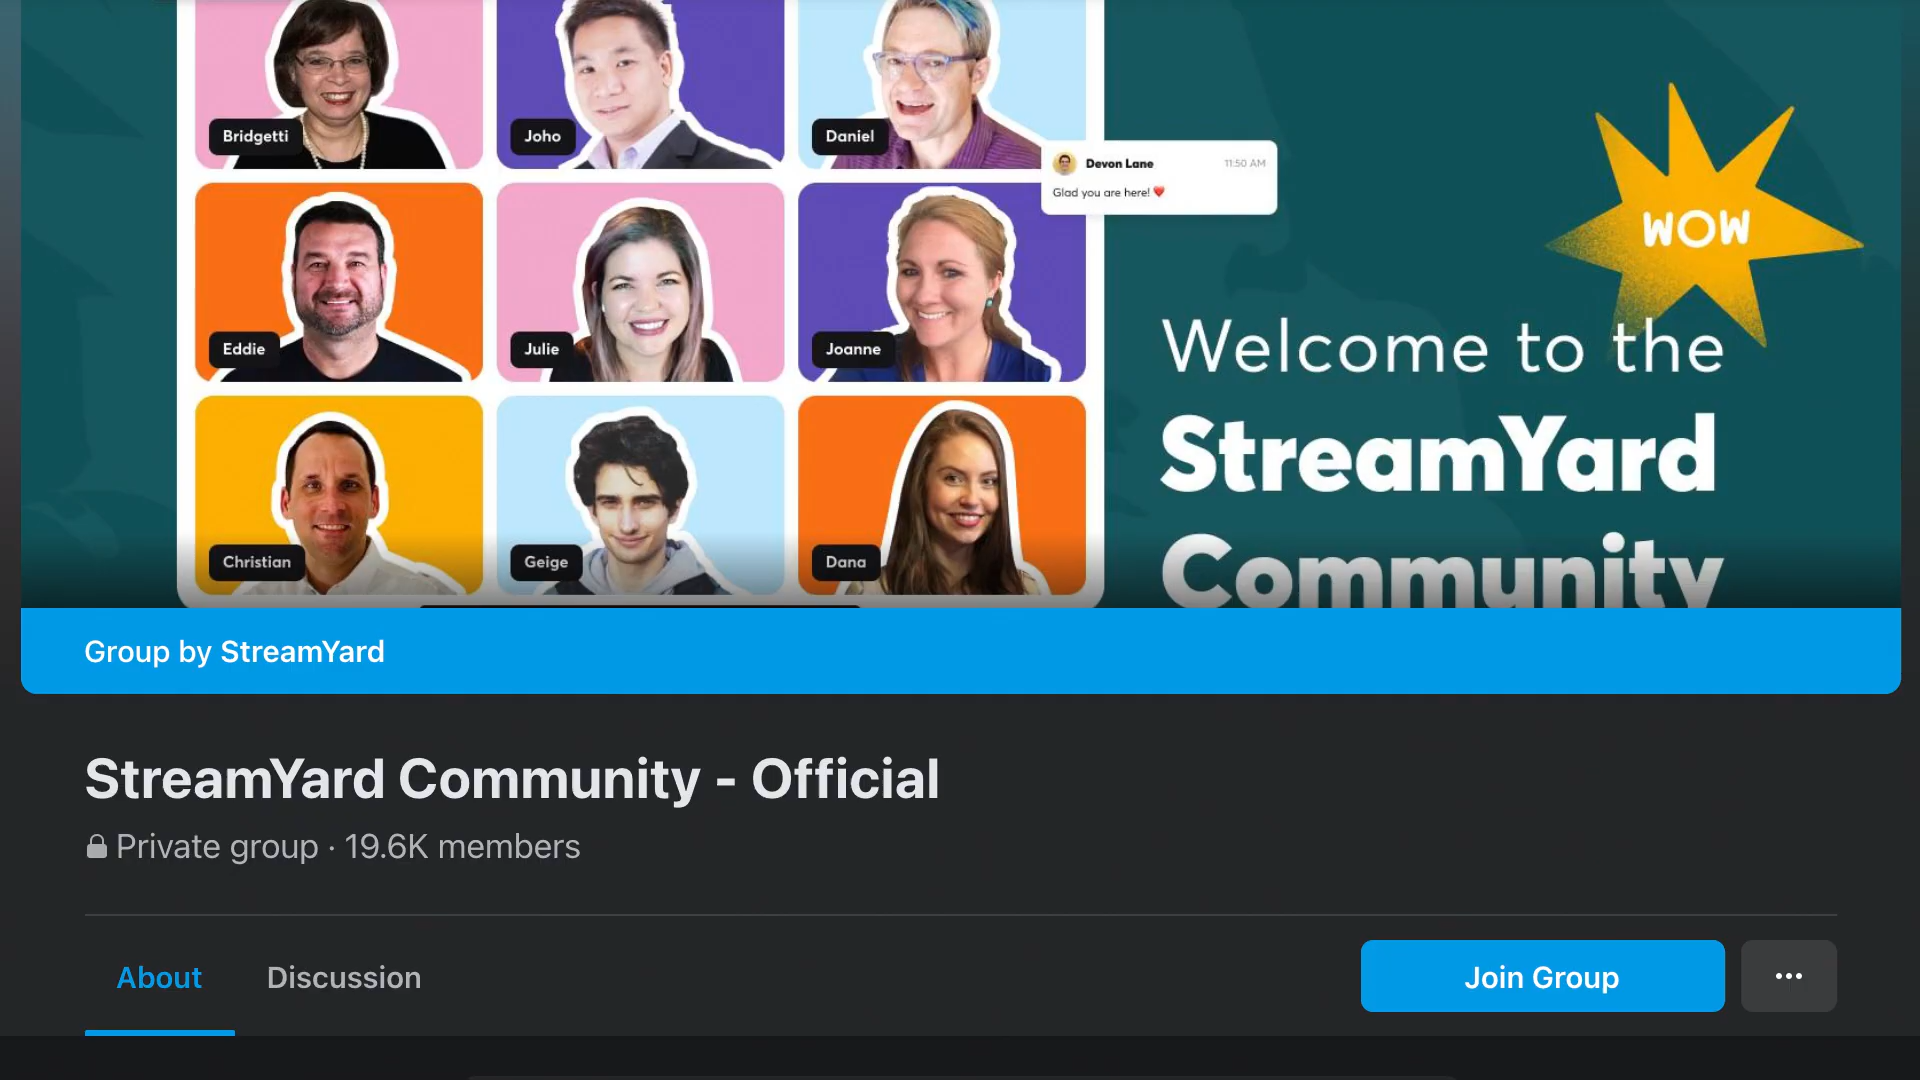 Bridgetti
Joho
Daniel
Devon Lane
11:50 AM
Glad you are here! ❤️
WOW
Eddie
Julie
Joanne
Welcome to the
StreamYard
Community
Christian
Geige
Dana
Group by StreamYard
StreamYard Community - Official
Private group · 19.6K members
About
Discussion
Join Group
···